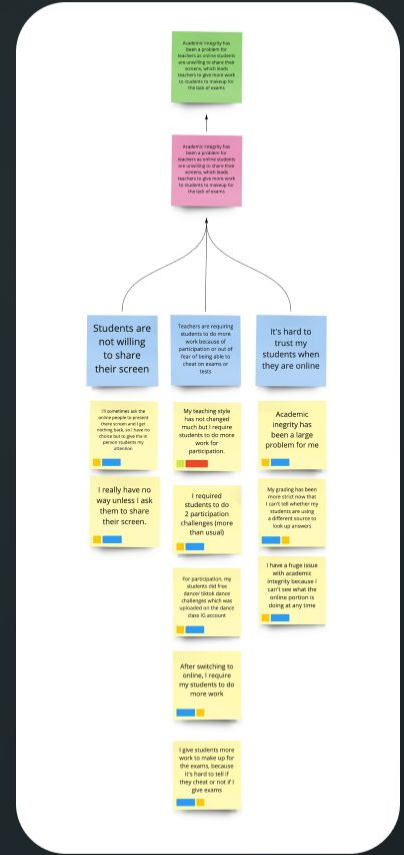 Academic integrity has
been a problem for
teachers as online students
are unwilling to share their
screens, which leads
teachers to give more work
to students to makeup for
the lack of exams
Academic integrity has
been a problem for
teachers as online students
are unwilling to share their
screens, which leads
teachers to give more work
to students to makeup for
the lack of exams
Students are
not willing
to share
their screen
I'll sometimes ask the
online people to present
there screen and I get
nothing back, so I have no
choice but to give the in
person students my
attention
I really have no
way unless I ask
them to share
their screen.
Teachers are requiring
students to do more
work because of
participation or out of
fear of being able to
cheat on exams or
tests
My teaching style
has not changed
much but I require
students to do more
work for
participation.
I required
students to do
2 participation
challenges (more
than usual)
For participation, my
students did free
dance/ tiktok dance
challenges which was
uploaded on the dance
class IG account
After switching to
online, I require
my students to do
more work
I give students more
work to make up for
the exams, because
it's hard to tell if
they cheat or not if I
give exams
It's hard to
trust my
students when
they are online
Academic
inegrity has
been a large
problem for me
My grading has been
more strict now that
I can't tell whether my
students are using
a different source to
look up answers
I have a huge issue
with academic
integrity because I
can't see what the
online portion is
doing at any time